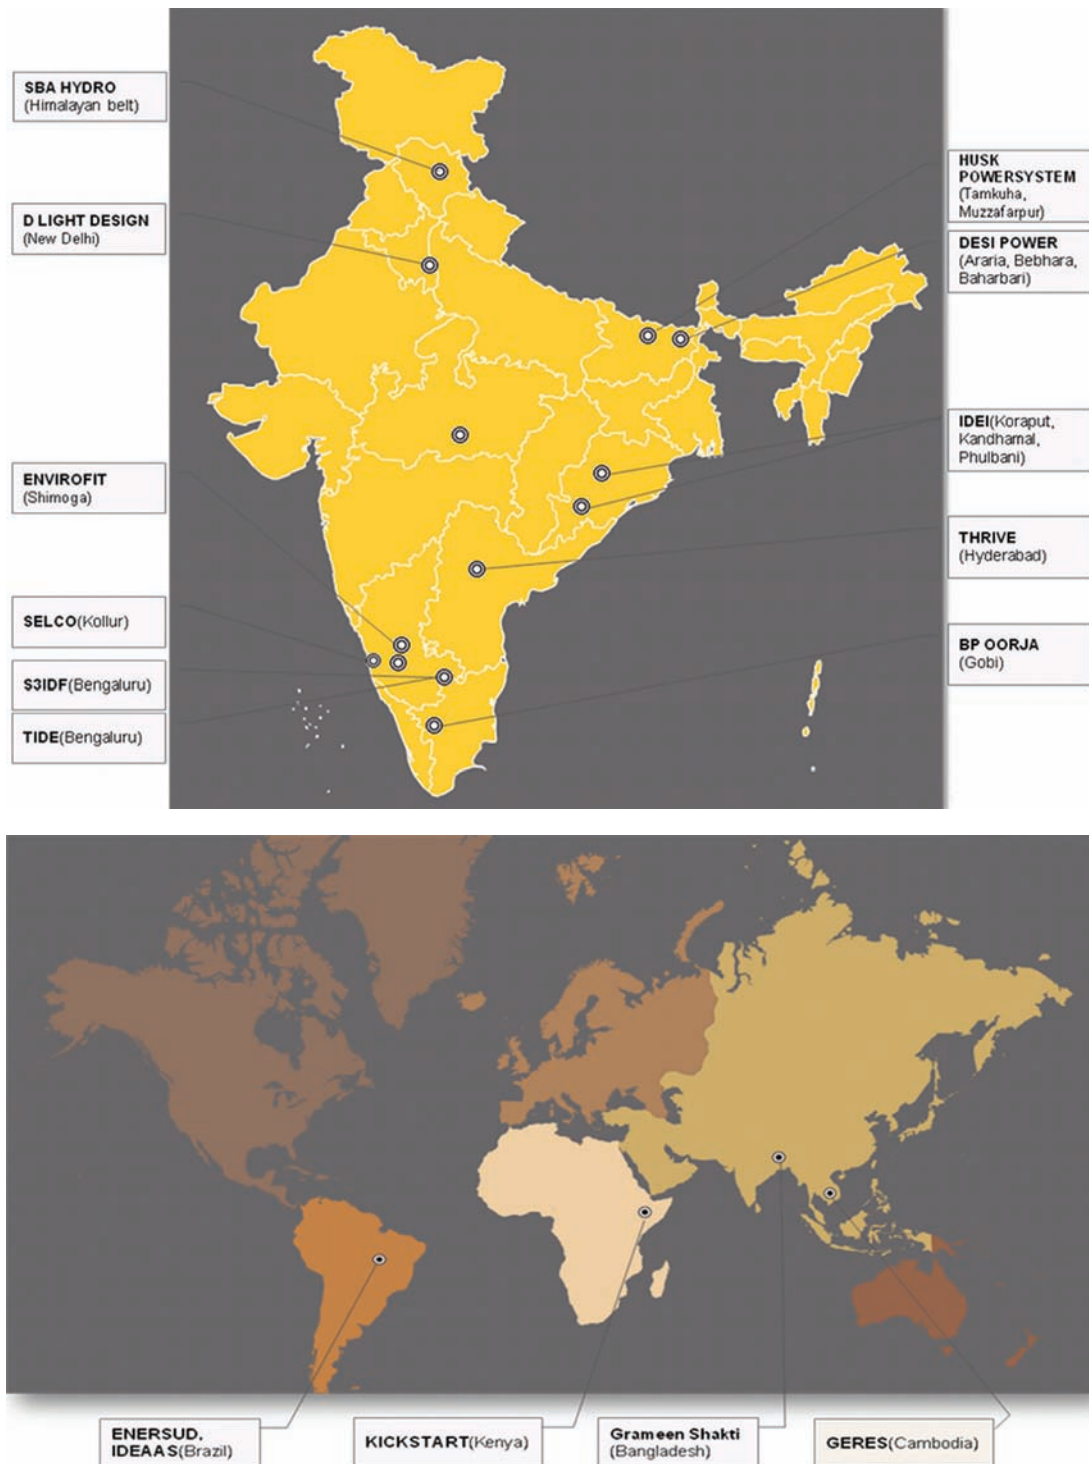 SBA HYDRO
(Himalayan belt)
D LIGHT DESIGN
(New Delhi)
ENVIROFIT
(Shimoga)
SELCO(Kollur)
S3IDF(Bengaluru)
TIDE(Bengaluru)
HUSK
POWERSYSTEM
(Tamkuha,
Muzzafarpur)
DESI POWER
(Araria, Bebhara,
Baharbari)
IDEI(Koraput,
Kandhamal,
Phulbani)
THRIVE
(Hyderabad)
BP OORJA
(Gobi)
ENERSUD,
IDEAAS(Brazil)
KICKSTART(Kenya)
Grameen Shakti
(Bangladesh)
GERES(Cambodia)